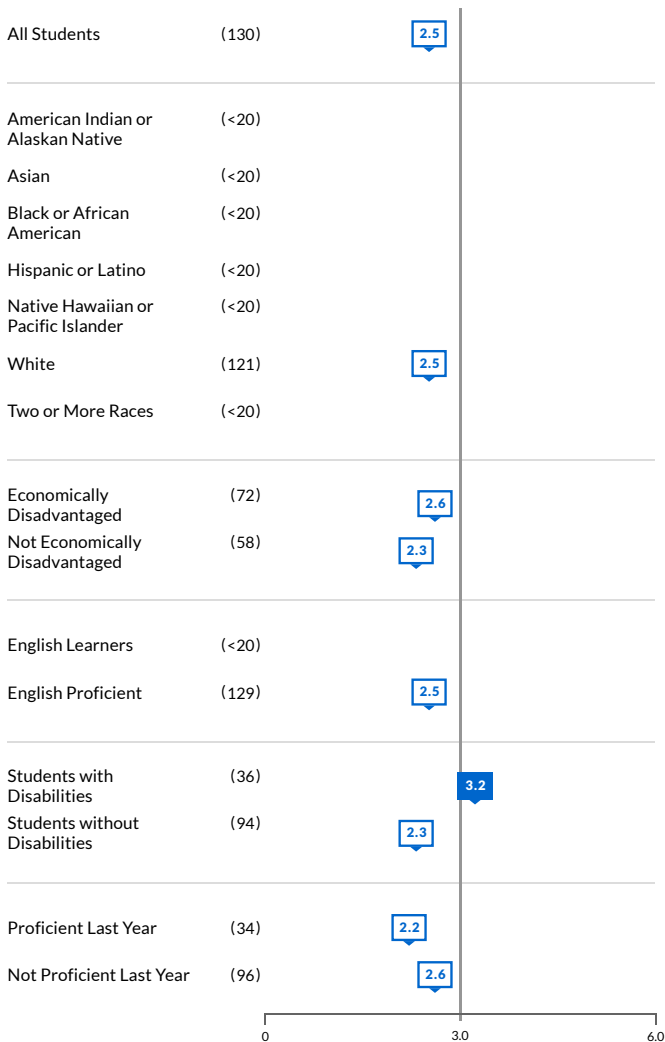 All Students (130) 2.5
American Indian or (<20)
Alaskan Native
Asian (<20)
Black or African (<20)
American
Hispanic or Latino (<20)
Native Hawaiian or (<20)
Pacific Islander
White (121) 2.5
Two or More Races (<20)
Economically (72) 2.6
Disadvantaged
Not Economically (58) 2.3
Disadvantaged
English Learners (<20)
English Proficient (129) 2.5
Students with (36) 3.2
Disabilities
Students without (94) 2.3
Disabilities
Proficient Last Year (34) 2.2
Not Proficient Last Year (96) 2.6
0 3.0 6.0